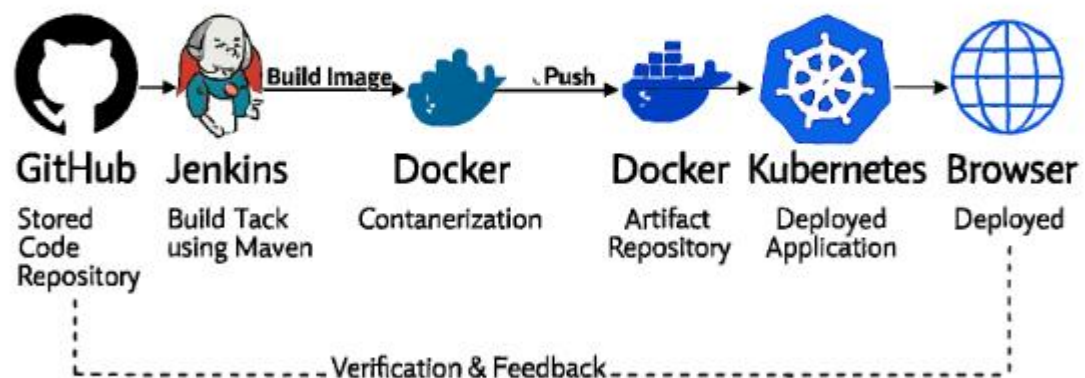 Build Image
Push
GitHub
Jenkins
Docker
Docker
Kubernetes
Browser
Stored
Code
Repository
Build Tack
using Maven
Contanerization
Artifact
Repository
Deployed
Application
Deployed
Verification & Feedback